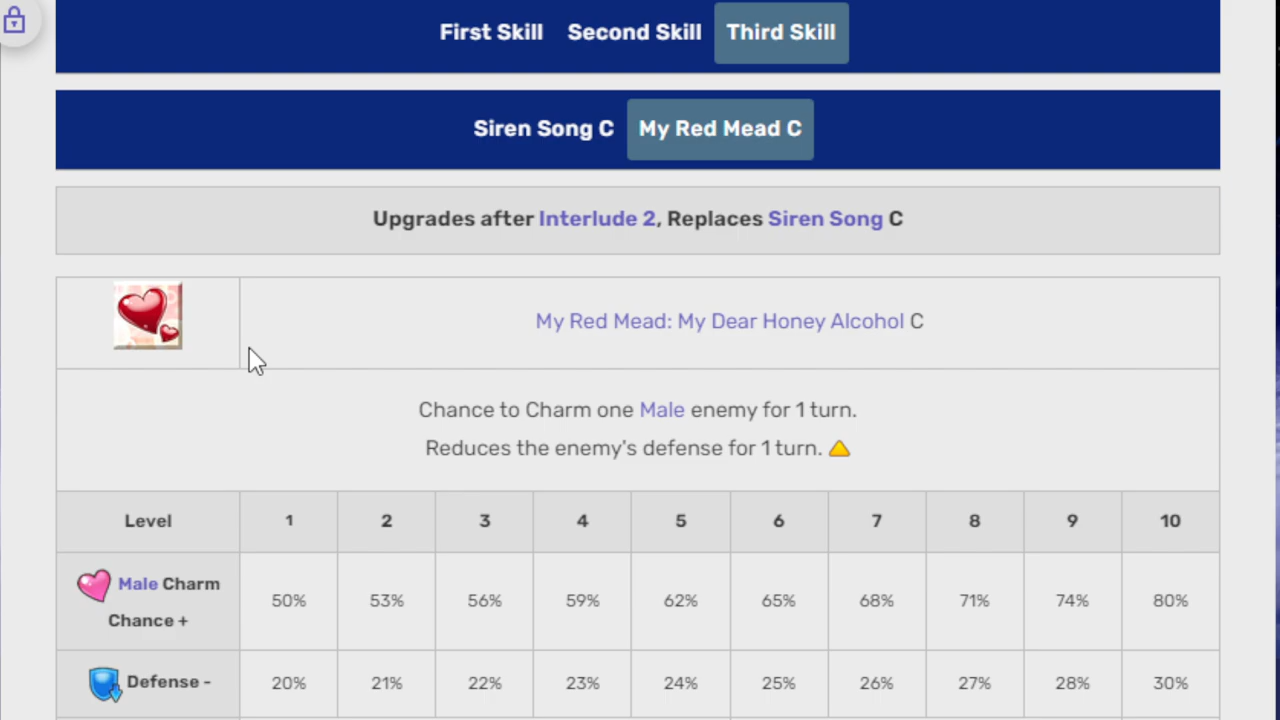 First Skill Second Skill Third Skill
Siren Song C My Red Mead C
Upgrades after Interlude 2, Replaces Siren Song C
My Red Mead: My Dear Honey Alcohol C
Chance to Charm one Male enemy for 1 turn.
Reduces the enemy's defense for 1 turn.
Level 1 2 3 4 5 6 7 8 9 10
Male Charm
Chance + 50% 53% 56% 59% 62% 65% 68% 71% 74% 80%
Defense - 20% 21% 22% 23% 24% 25% 26% 27% 28% 30%